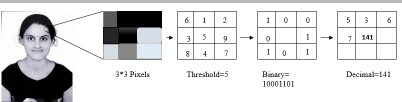 6 1 2
3 5 9
8 4 7
1 0 0
0 1
1 0 1
5 3 6
7 141
3*3 Pixels
Threshold=5
Binary=
10001101
Decimal=141